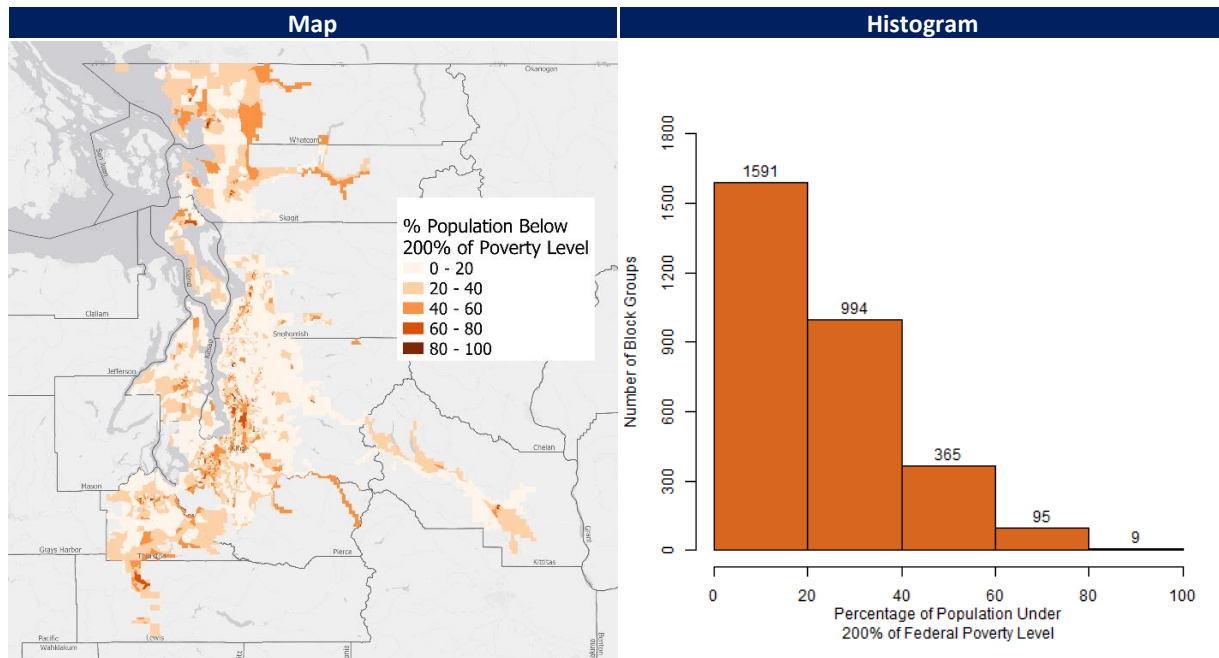 Map
Histogram
Okanogan
Whatcom
San Juan
Skagit
% Population Below
200% of Poverty Level
0 - 20
20 - 40
40 - 60
60 - 80
80 - 100
Island
Clallam
Snohomish
Kitsap
Jefferson
Chelan
King
Mason
Grant
Grays Harbor
Thurston
Pierce
Kittitas
Pacific
Lewis
Wahkiakum
Number of Block Groups
1800
1500
1200
900
600
300
0
1591
994
365
95
9
0
20
40
60
80
100
Percentage of Population Under
200% of Federal Poverty Level